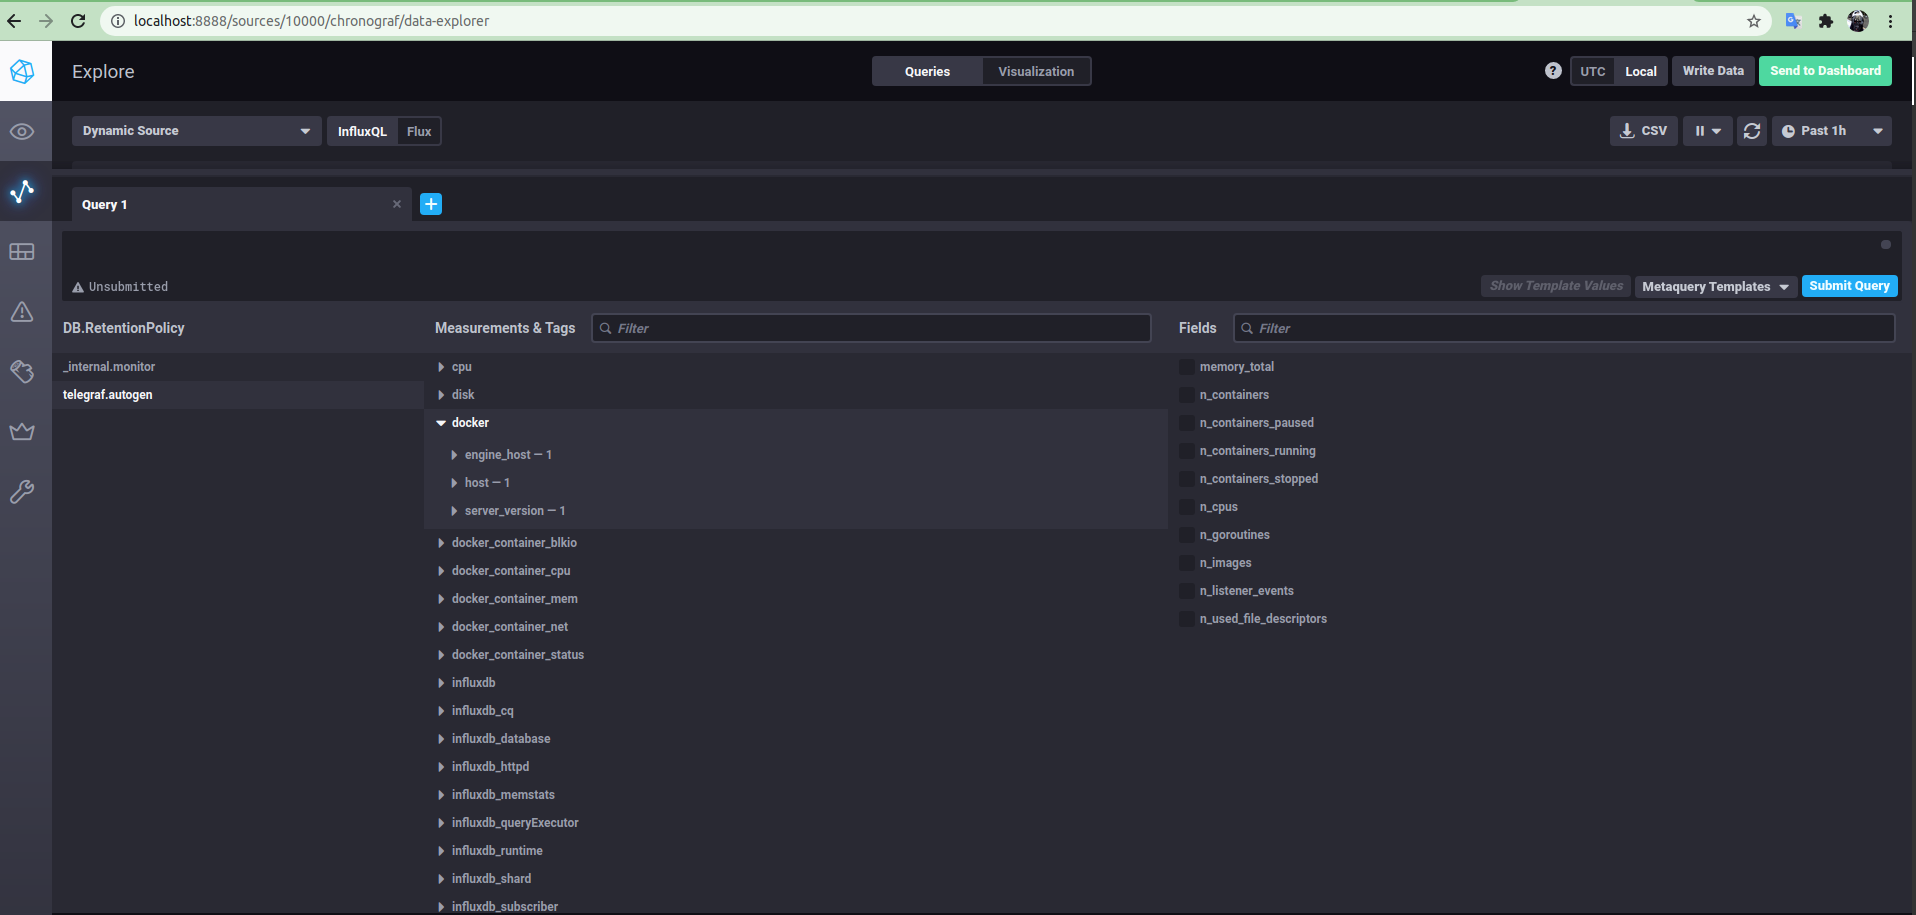 localhost:8888/sources/10000/chronograf/data-explorer
Explore
Queries
Visualization
?
UTC
Local
Write Data
Send to Dashboard
Dynamic Source
InfluxQL
Flux
CSV
Past 1h
Query 1
Unsubmitted
Show Template Values
Metaquery Templates
Submit Query
DB.RetentionPolicy
_internal.monitor
telegraf.autogen
Measurements & Tags
Filter
cpu
disk
docker
engine_host — 1
host — 1
server_version — 1
docker_container_blkio
docker_container_cpu
docker_container_mem
docker_container_net
docker_container_status
influxdb
influxdb_cq
influxdb_database
influxdb_httpd
influxdb_memstats
influxdb_queryExecutor
influxdb_runtime
influxdb_shard
influxdb_subscriber
Fields
Filter
memory_total
n_containers
n_containers_paused
n_containers_running
n_containers_stopped
n_cpus
n_goroutines
n_images
n_listener_events
n_used_file_descriptors